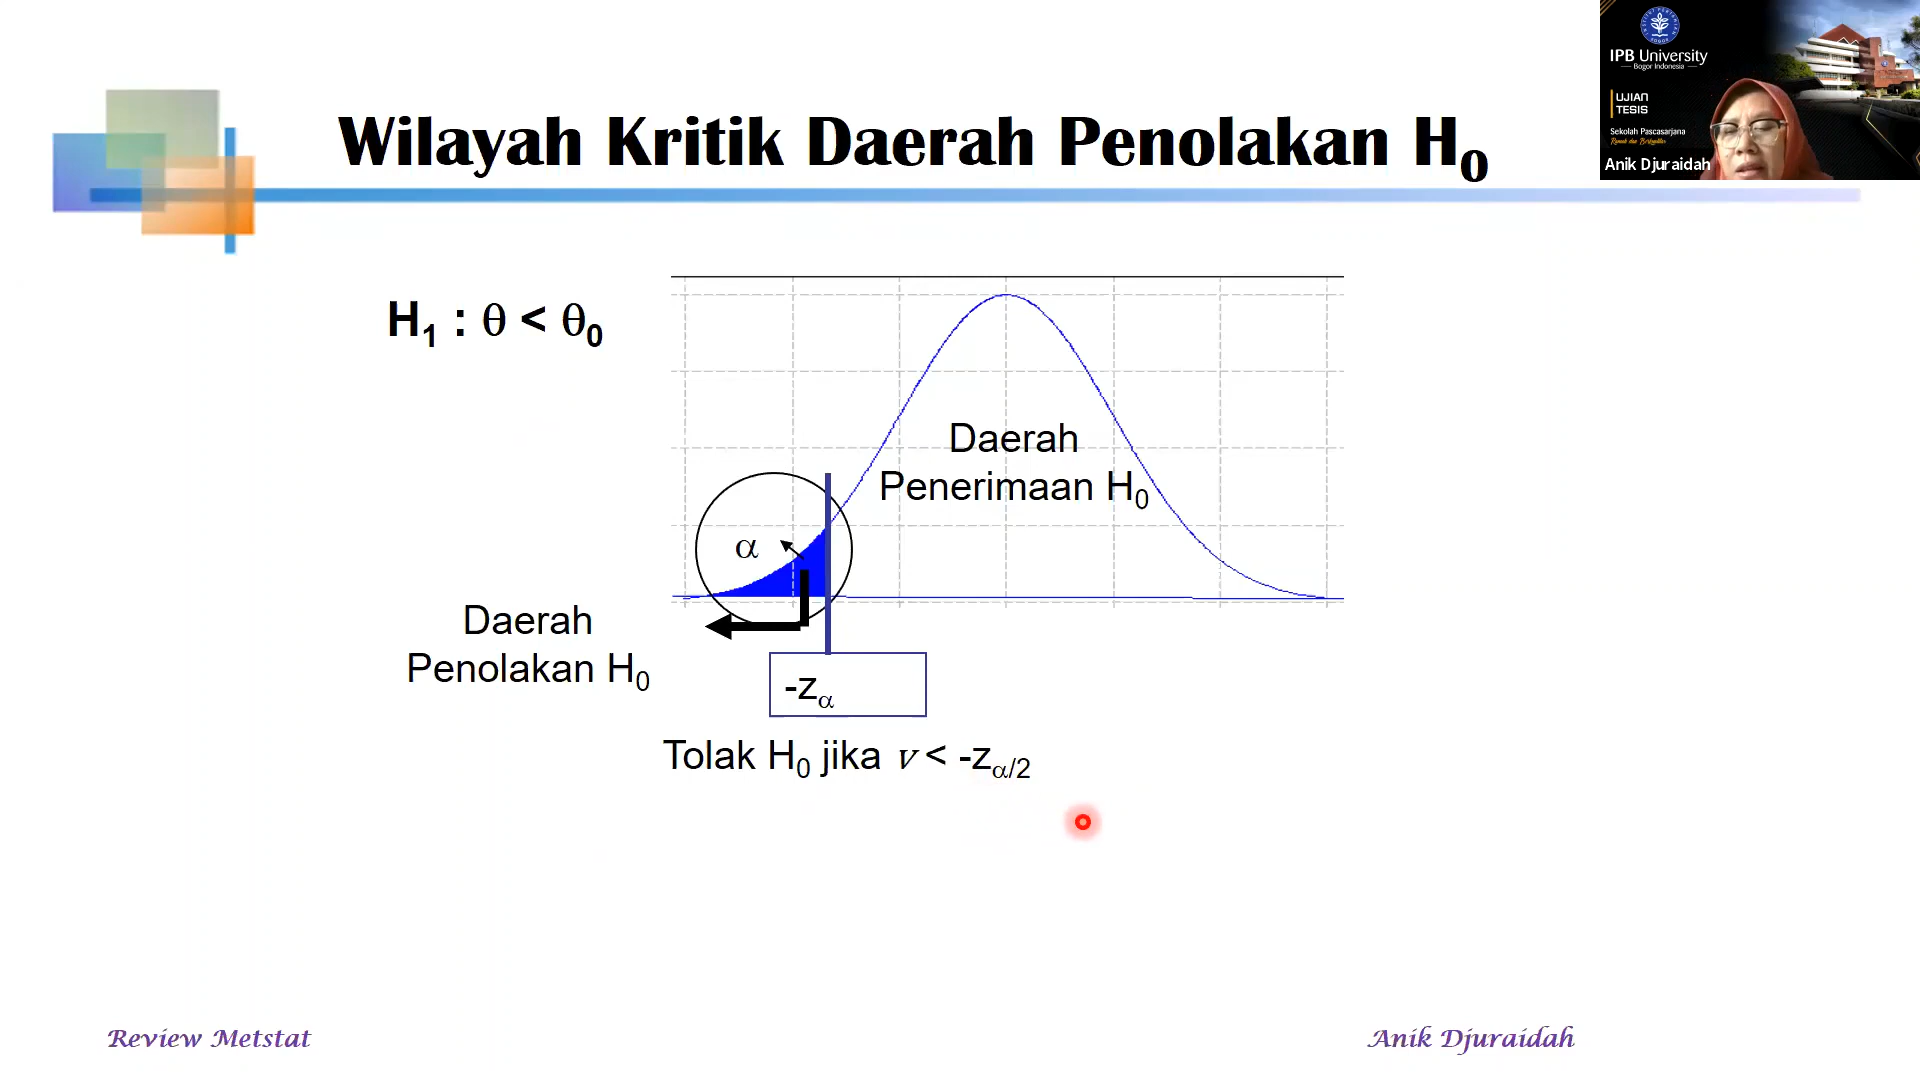 Wilayah Kritik Daerah Penolakan H₀
IPB University
Bogor Indonesia
UJIAN
TESIS
Sekolah Pascasarjana
Anik Djuraidah
H₁ : θ < θ₀
Daerah
Penerimaan H₀
α
Daerah
Penolakan H₀
-zα
Tolak H₀ jika v < -zα/2
Review Metstat
Anik Djuraidah